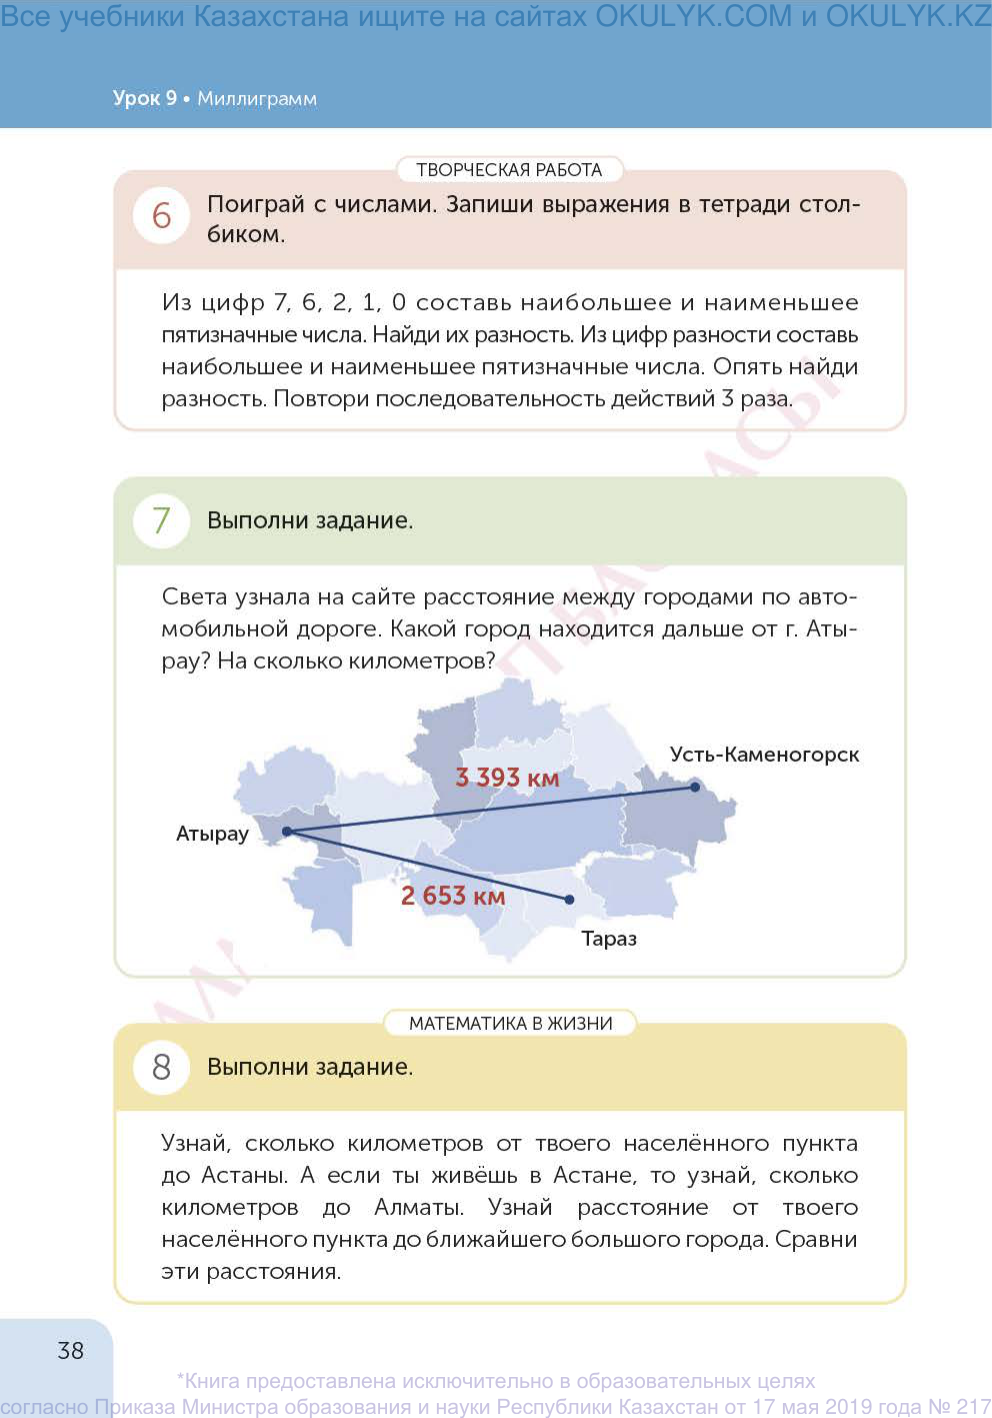 Все учебники Казахстана ищите на сайтах OKULYK.COM и OKULYK.KZ
Урок 9 • Миллиграмм
ТВОРЧЕСКАЯ РАБОТА
6
Поиграй с числами. Запиши выражения в тетради стол-
биком.
Из цифр 7, 6, 2, 1, 0 составь наибольшее и наименьшее
пятизначные числа. Найди их разность. Из цифр разности составь
наибольшее и наименьшее пятизначные числа. Опять найди
разность. Повтори последовательность действий 3 раза.
7
Выполни задание.
Света узнала на сайте расстояние между городами по авто-
мобильной дороге. Какой город находится дальше от г. Аты-
рау? На сколько километров?
Усть-Каменогорск
3 393 км
Атырау
2 653 км
Тараз
МАТЕМАТИКА В ЖИЗНИ
8
Выполни задание.
Узнай, сколько километров от твоего населённого пункта
до Астаны. А если ты живёшь в Астане, то узнай, сколько
километров до Алматы. Узнай расстояние от твоего
населённого пункта до ближайшего большого города. Сравни
эти расстояния.
38
*Книга предоставлена исключительно в образовательных целях
согласно Приказа Министра образования и науки Республики Казахстан от 17 мая 2019 года № 217